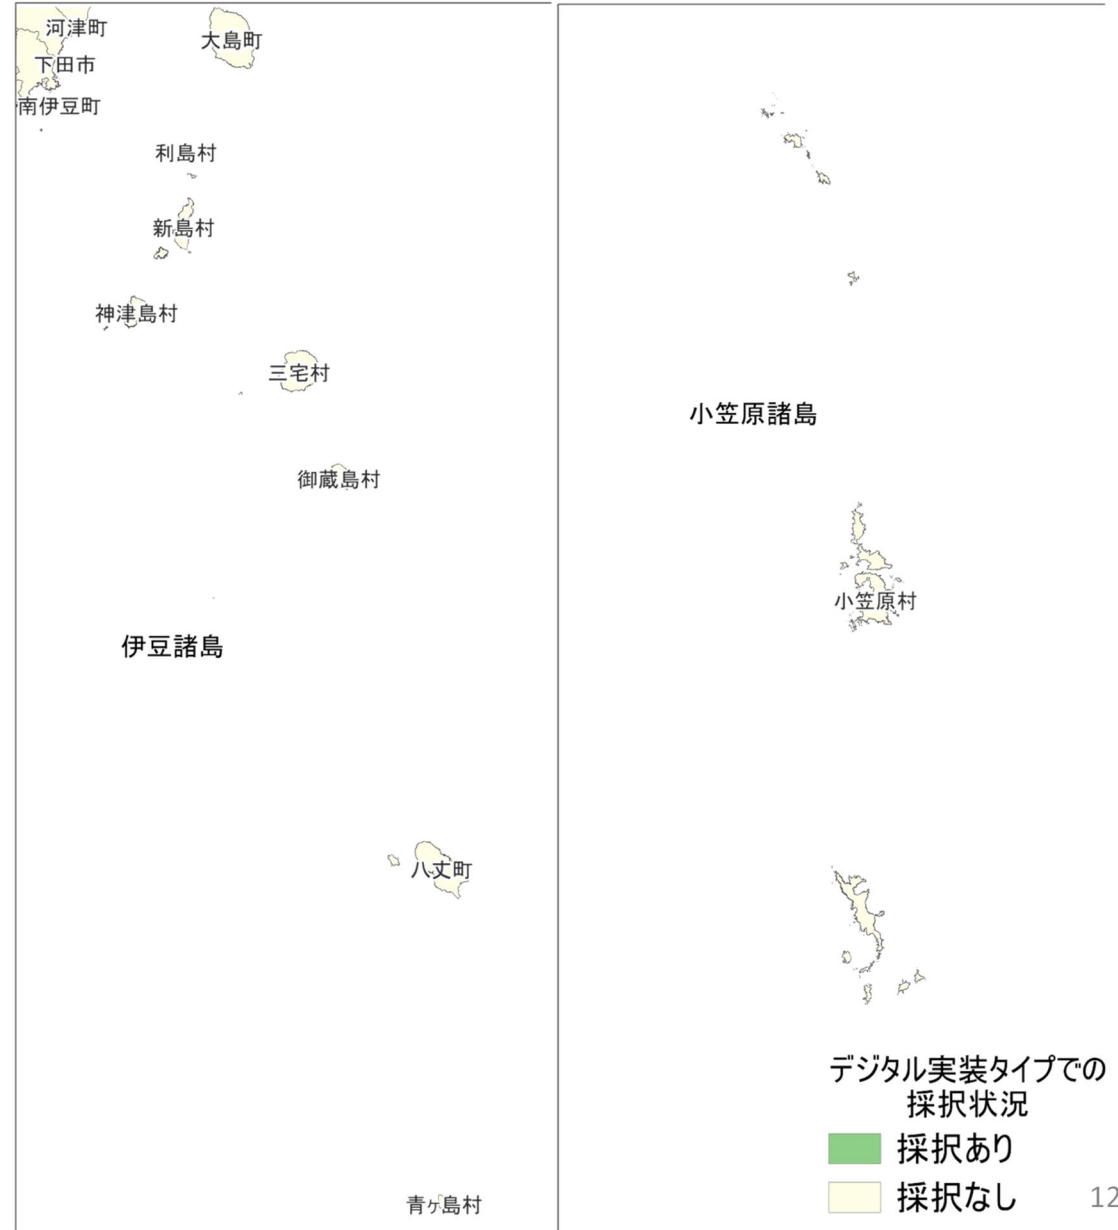 河津町
大島町
下田市
南伊豆町
利島村
新島村
神津島村
三宅村
御蔵島村
伊豆諸島
八丈町
青ヶ島村
小笠原諸島
小笠原村
デジタル実装タイプでの
採択状況
採択あり
採択なし
12